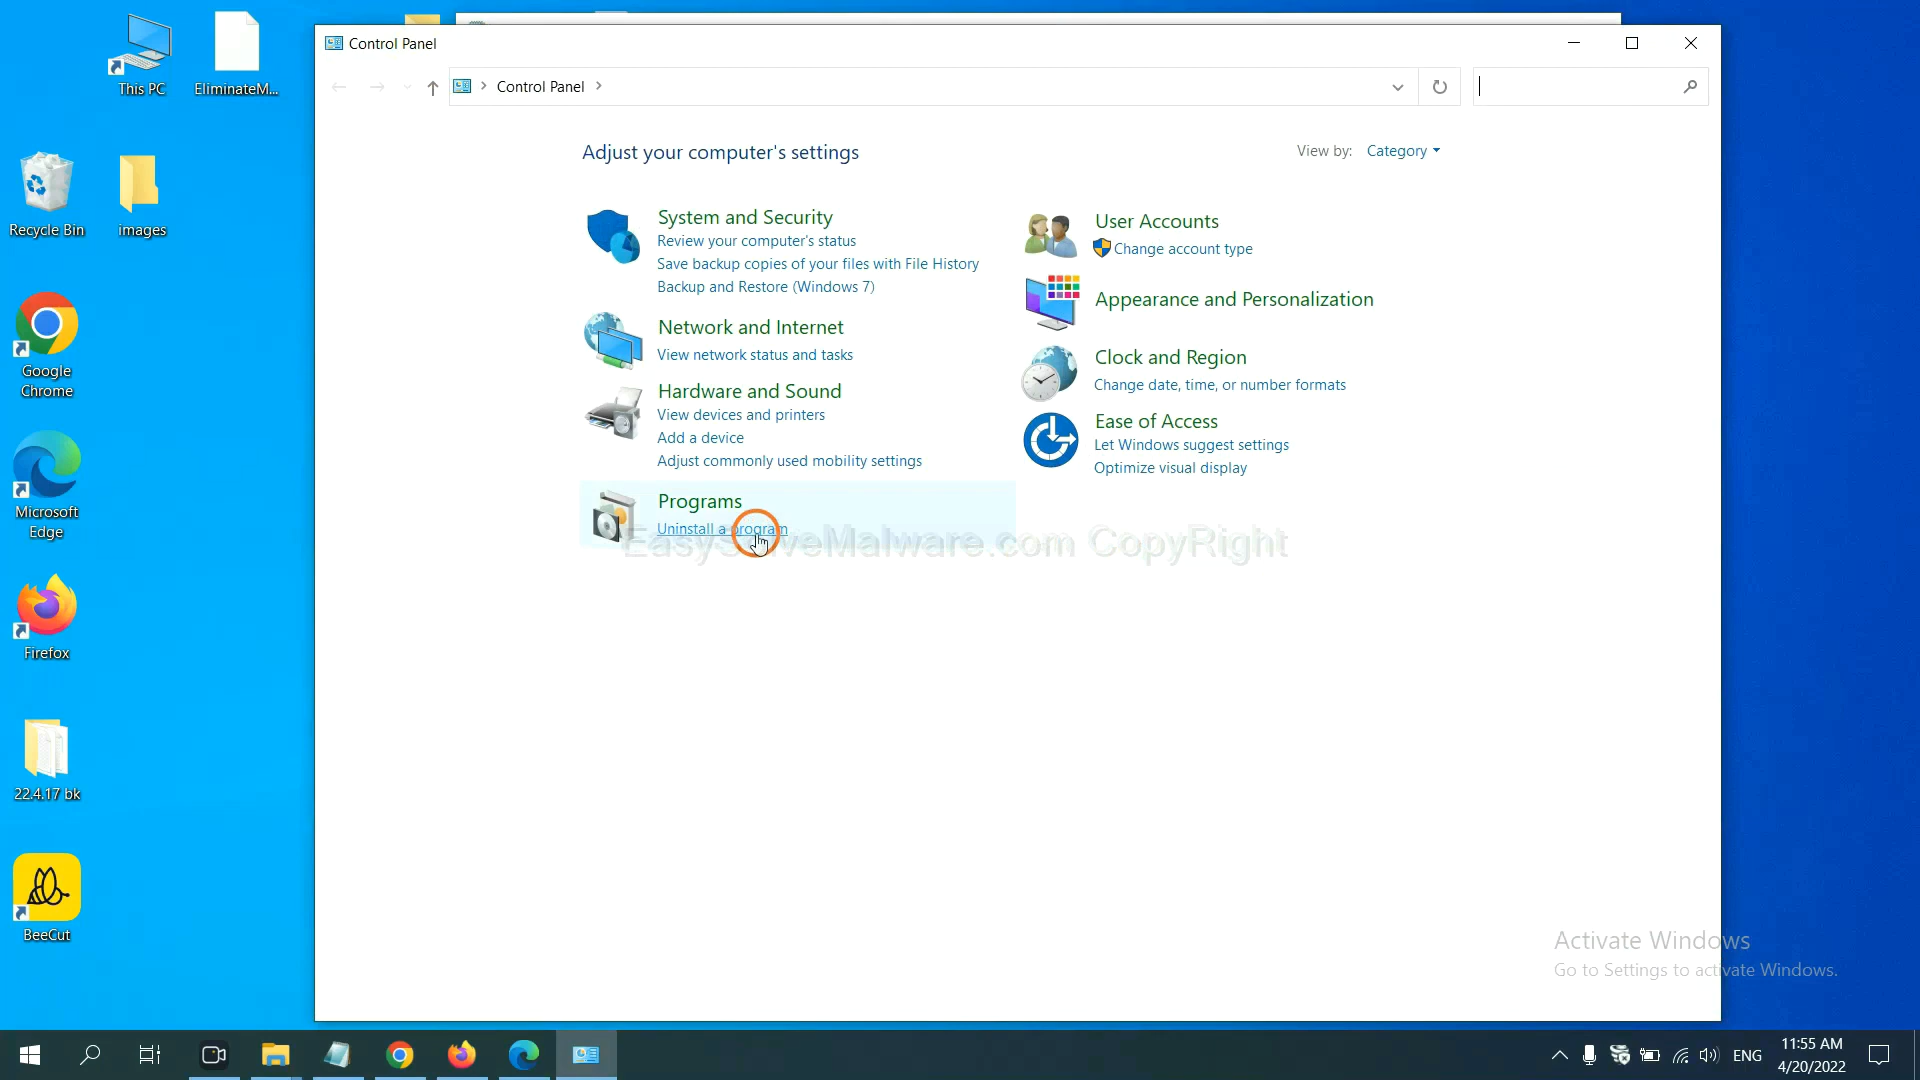 This PC
EliminateM...
Recycle Bin
images
Google
Chrome
Microsoft
Edge
Firefox
22.4.17 bk
BeeCut
Control Panel
Control Panel
Adjust your computer's settings
View by: Category
System and Security
Review your computer's status
Save backup copies of your files with File History
Backup and Restore (Windows 7)
Network and Internet
View network status and tasks
Hardware and Sound
View devices and printers
Add a device
Adjust commonly used mobility settings
Programs
Uninstall a program
User Accounts
Change account type
Appearance and Personalization
Clock and Region
Change date, time, or number formats
Ease of Access
Let Windows suggest settings
Optimize visual display
EasySolveMalware.com CopyRight
Activate Windows
Go to Settings to activate Windows.
ENG
11:55 AM
4/20/2022